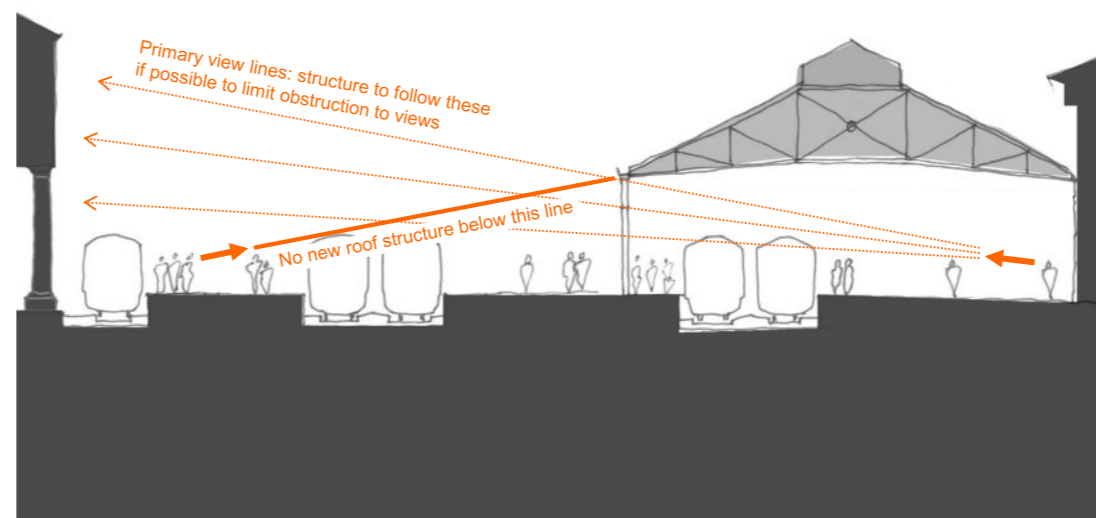 Primary view lines: structure to follow these
if possible to limit obstruction to views
No new roof structure below this line